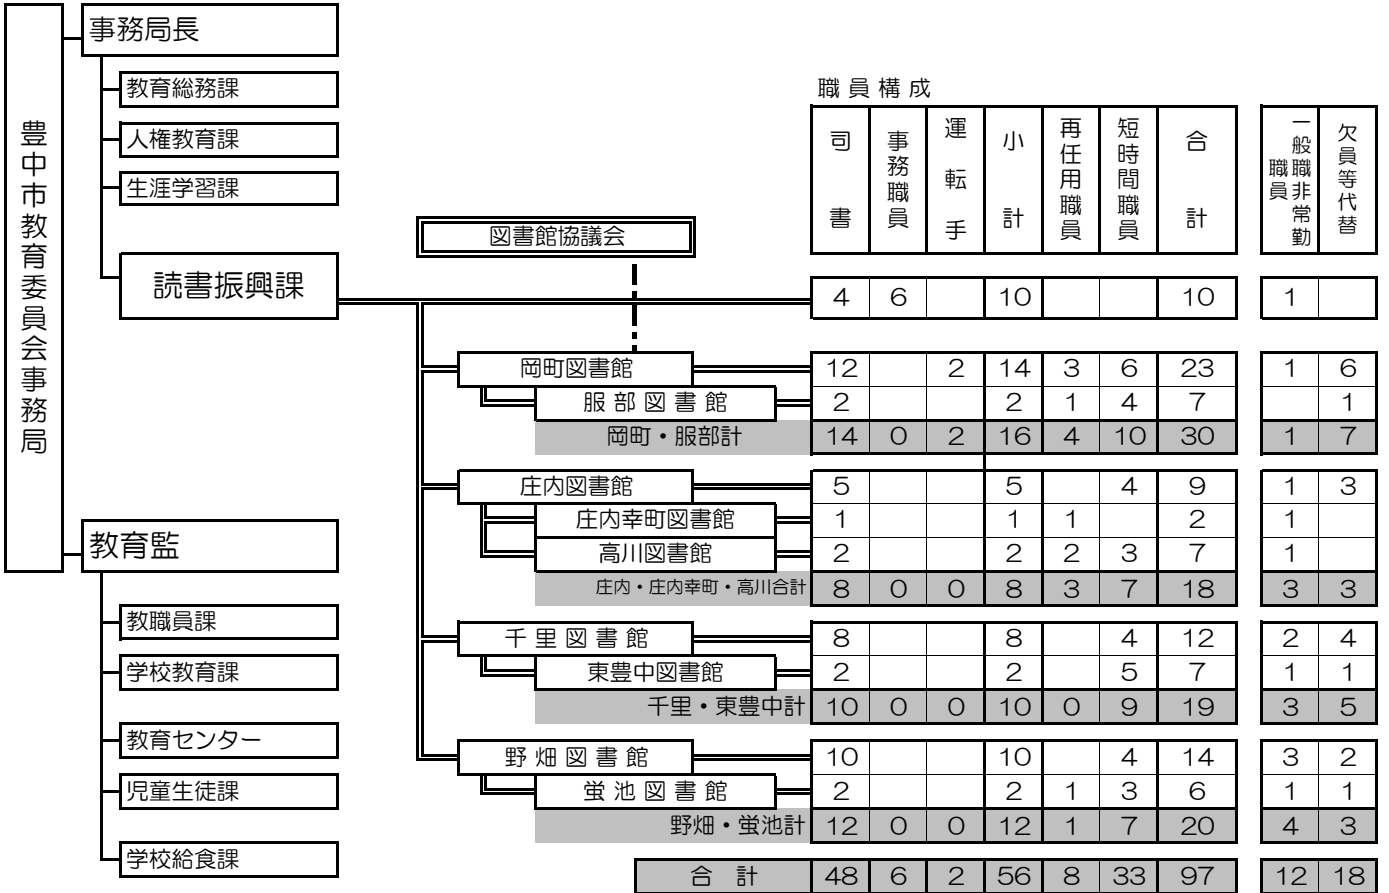 豊中市教育委員会事務局
事務局長
教育総務課
人権教育課
生涯学習課
読書振興課
教育監
教職員課
学校教育課
教育センター
児童生徒課
学校給食課
図書館協議会
職員構成
司書 事務職員 運転手 小計 再任用職員 短時間職員 合計 一般職非常勤職員 欠員等代替
4 6 10 10 1
岡町図書館 12 2 14 3 6 23 1 6
服部図書館 2 2 1 4 7 1
岡町・服部計 14 0 2 16 4 10 30 1 7
庄内図書館 5 5 4 9 1 3
庄内幸町図書館 1 1 1 2 1
高川図書館 2 2 2 3 7 1
庄内・庄内幸町・高川合計 8 0 0 8 3 7 18 3 3
千里図書館 8 8 4 12 2 4
東豊中図書館 2 2 5 7 1 1
千里・東豊中計 10 0 0 10 0 9 19 3 5
野畑図書館 10 10 4 14 3 2
蛍池図書館 2 2 1 3 6 1 1
野畑・蛍池計 12 0 0 12 1 7 20 4 3
合計 48 6 2 56 8 33 97 12 18